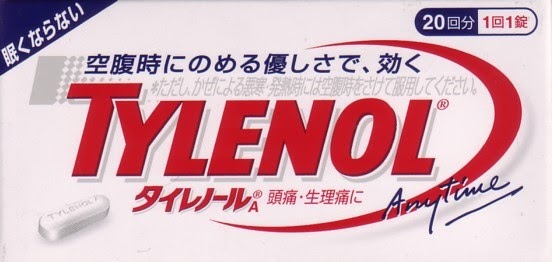 眠くならない
20回分 1回1錠
空腹時にのめる優しさで、効く
*ただし、かぜによる悪寒・発熱時には空腹時をさけて服用してください。
TYLENOL®
タイレノール®A 頭痛・生理痛に
Anytime
TYLENOL A